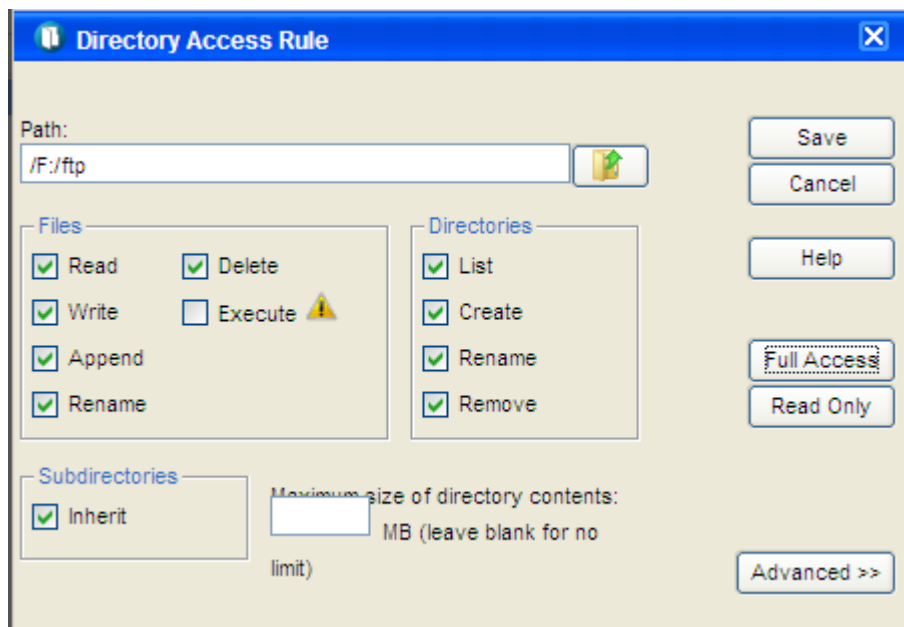 Directory Access Rule
Path:
/F:/ftp
Save
Cancel
Files
Read
Delete
Write
Execute
Append
Rename
Directories
List
Create
Rename
Remove
Help
Full Access
Read Only
Subdirectories
Inherit
Maximum size of directory contents:
MB (leave blank for no
limit)
Advanced >>